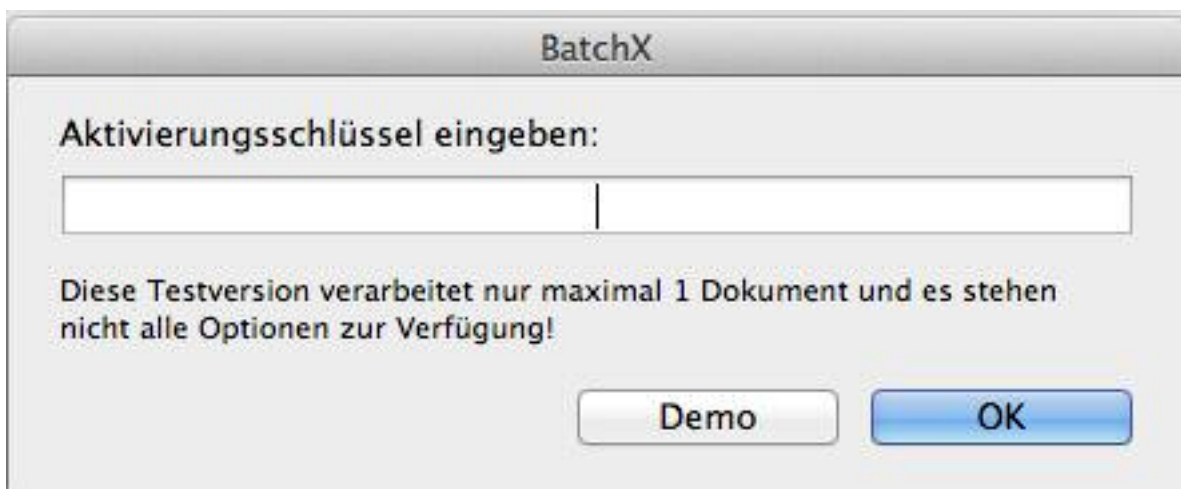 BatchX
Aktivierungsschlüssel eingeben:
Diese Testversion verarbeitet nur maximal 1 Dokument und es stehen
nicht alle Optionen zur Verfügung!
Demo
OK